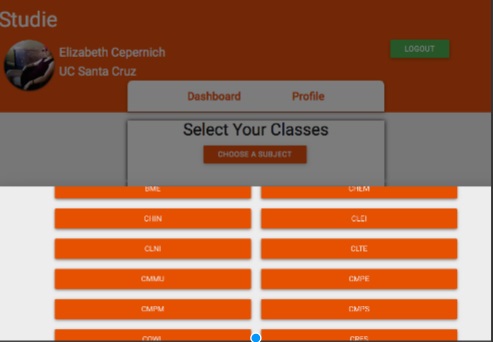 Studie
Elizabeth Cepernich
UC Santa Cruz
LOGOUT
Dashboard Profile
Select Your Classes
CHOOSE A SUBJECT
BME CHEM
CHIN CLEI
CLNI CLTE
CMMU CMPE
CMPM CMPS
COWL CRES